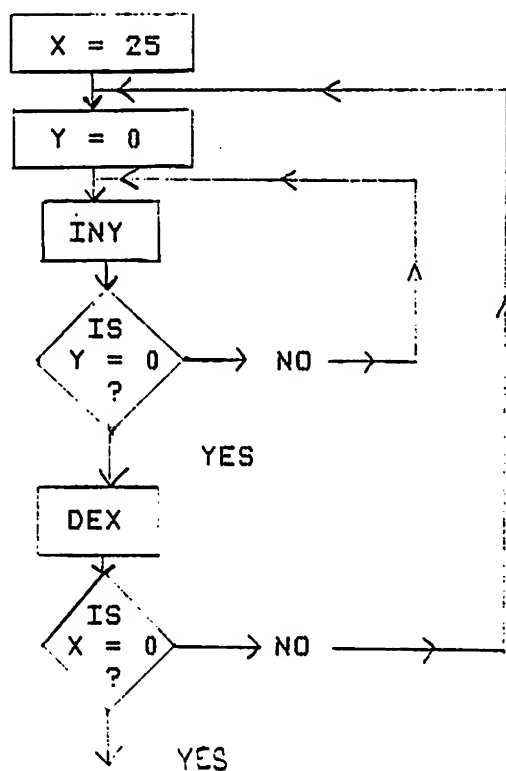 X = 25
Y = 0
INY
IS
Y = 0
?
NO
YES
DEX
IS
X = 0
?
NO
YES